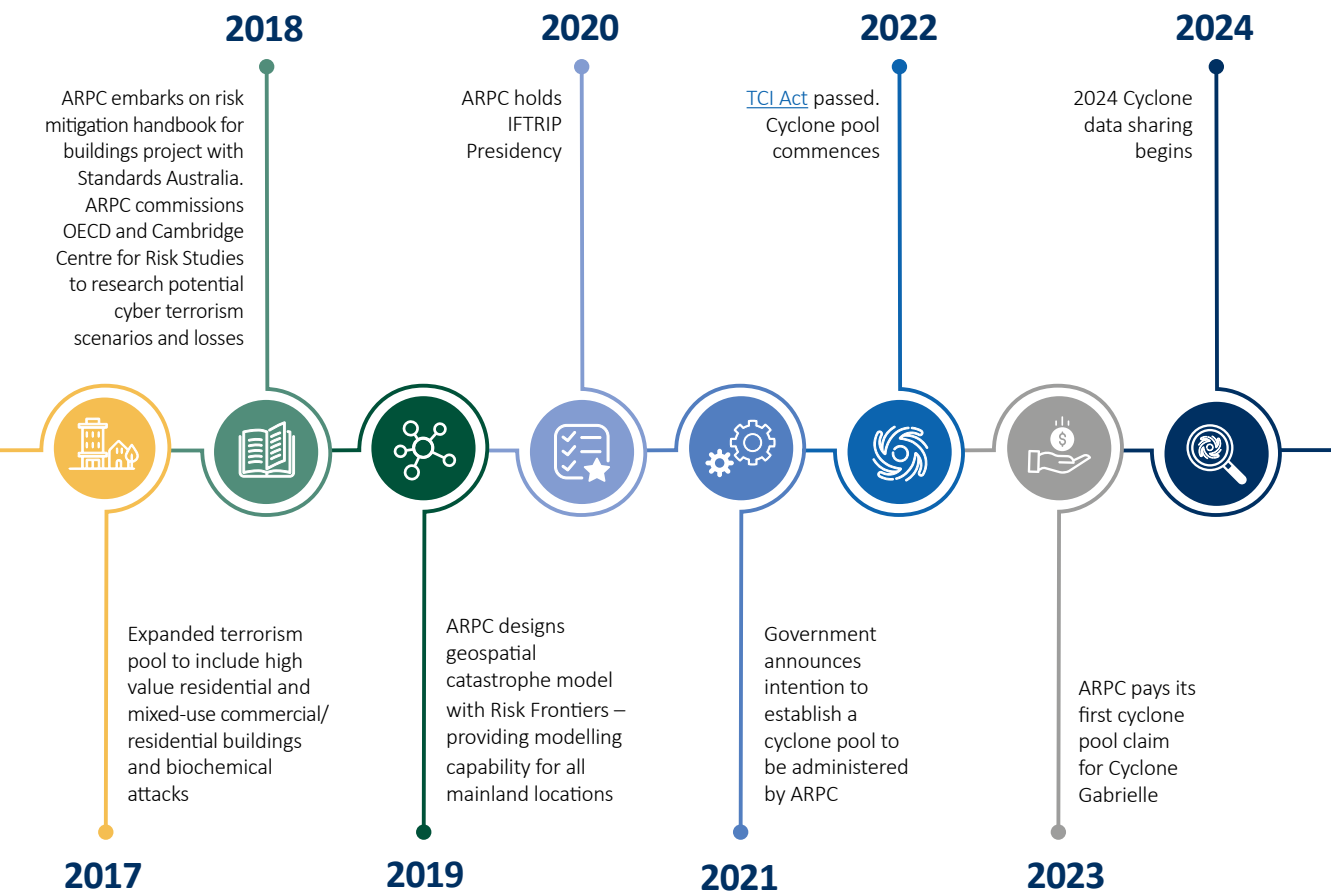 2018
ARPC embarks on risk
mitigation handbook for
buildings project with
Standards Australia.
ARPC commissions
OECD and Cambridge
Centre for Risk Studies
to research potential
cyber terrorism
scenarios and losses
2020
ARPC holds
IFTRIP
Presidency
2022
TCI Act passed.
Cyclone pool
commences
2024
2024 Cyclone
data sharing
begins
$
Expanded terrorism
pool to include high
value residential and
mixed-use commercial/
residential buildings
and biochemical
attacks
2017
ARPC designs
geospatial
catastrophe model
with Risk Frontiers –
providing modelling
capability for all
mainland locations
2019
Government
announces
intention to
establish a
cyclone pool to
be administered
by ARPC
2021
ARPC pays its
first cyclone
pool claim
for Cyclone
Gabrielle
2023